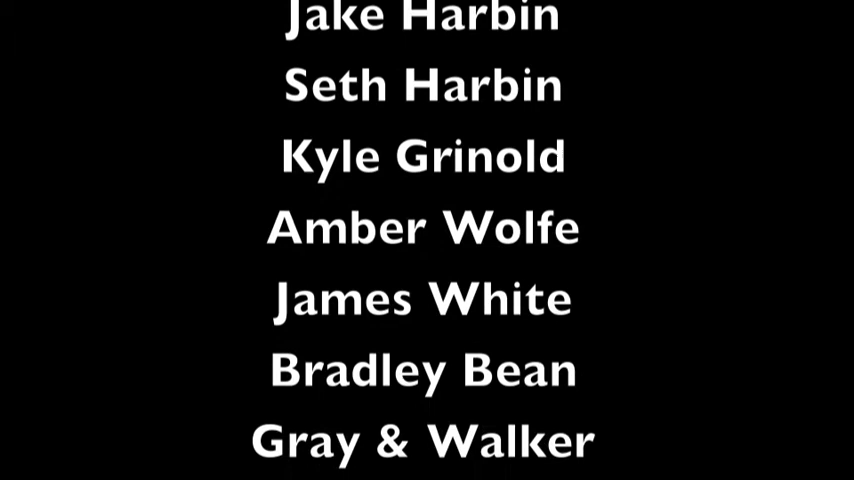 Jake Harbin
Seth Harbin
Kyle Grinold
Amber Wolfe
James White
Bradley Bean
Gray & Walker